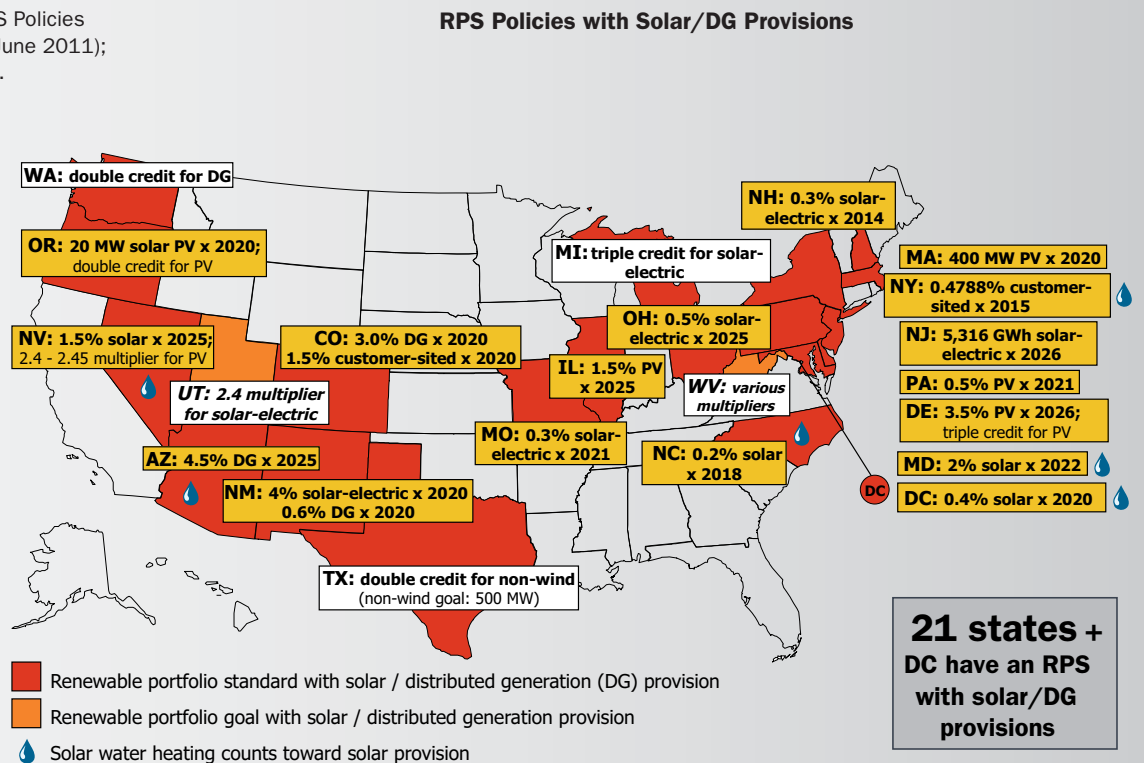 S Policies
June 2011);
.
RPS Policies with Solar/DG Provisions
WA: double credit for DG
OR: 20 MW solar PV x 2020;
double credit for PV
NV: 1.5% solar x 2025;
2.4 - 2.45 multiplier for PV
UT: 2.4 multiplier
for solar-electric
CO: 3.0% DG x 2020
1.5% customer-sited x 2020
AZ: 4.5% DG x 2025
NM: 4% solar-electric x 2020
0.6% DG x 2020
TX: double credit for non-wind
(non-wind goal: 500 MW)
MI: triple credit for solar-
electric
OH: 0.5% solar-
electric x 2025
IL: 1.5% PV
x 2025
WV: various
multipliers
MO: 0.3% solar-
electric x 2021
NC: 0.2% solar
x 2018
NH: 0.3% solar-
electric x 2014
MA: 400 MW PV x 2020
NY: 0.4788% customer-
sited x 2015
NJ: 5,316 GWh solar-
electric x 2026
PA: 0.5% PV x 2021
DE: 3.5% PV x 2026;
triple credit for PV
MD: 2% solar x 2022
DC: 0.4% solar x 2020
DC
21 states +
DC have an RPS
with solar/DG
provisions
Renewable portfolio standard with solar / distributed generation (DG) provision
Renewable portfolio goal with solar / distributed generation provision
Solar water heating counts toward solar provision